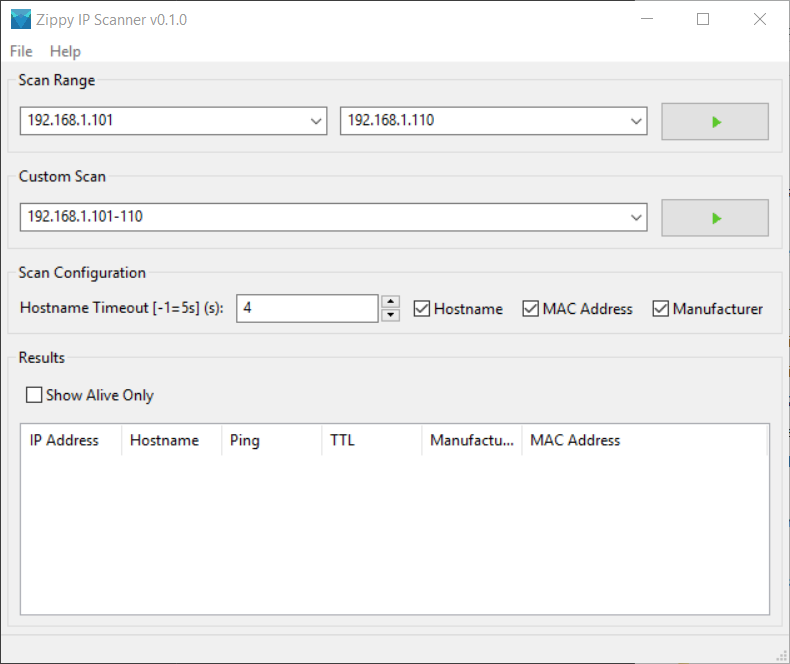 Zippy IP Scanner v0.1.0
File Help
Scan Range
192.168.1.101 192.168.1.110
Custom Scan
192.168.1.101-110
Scan Configuration
Hostname Timeout [-1=5s] (s): 4 Hostname MAC Address Manufacturer
Results
Show Alive Only
IP Address Hostname Ping TTL Manufactu... MAC Address